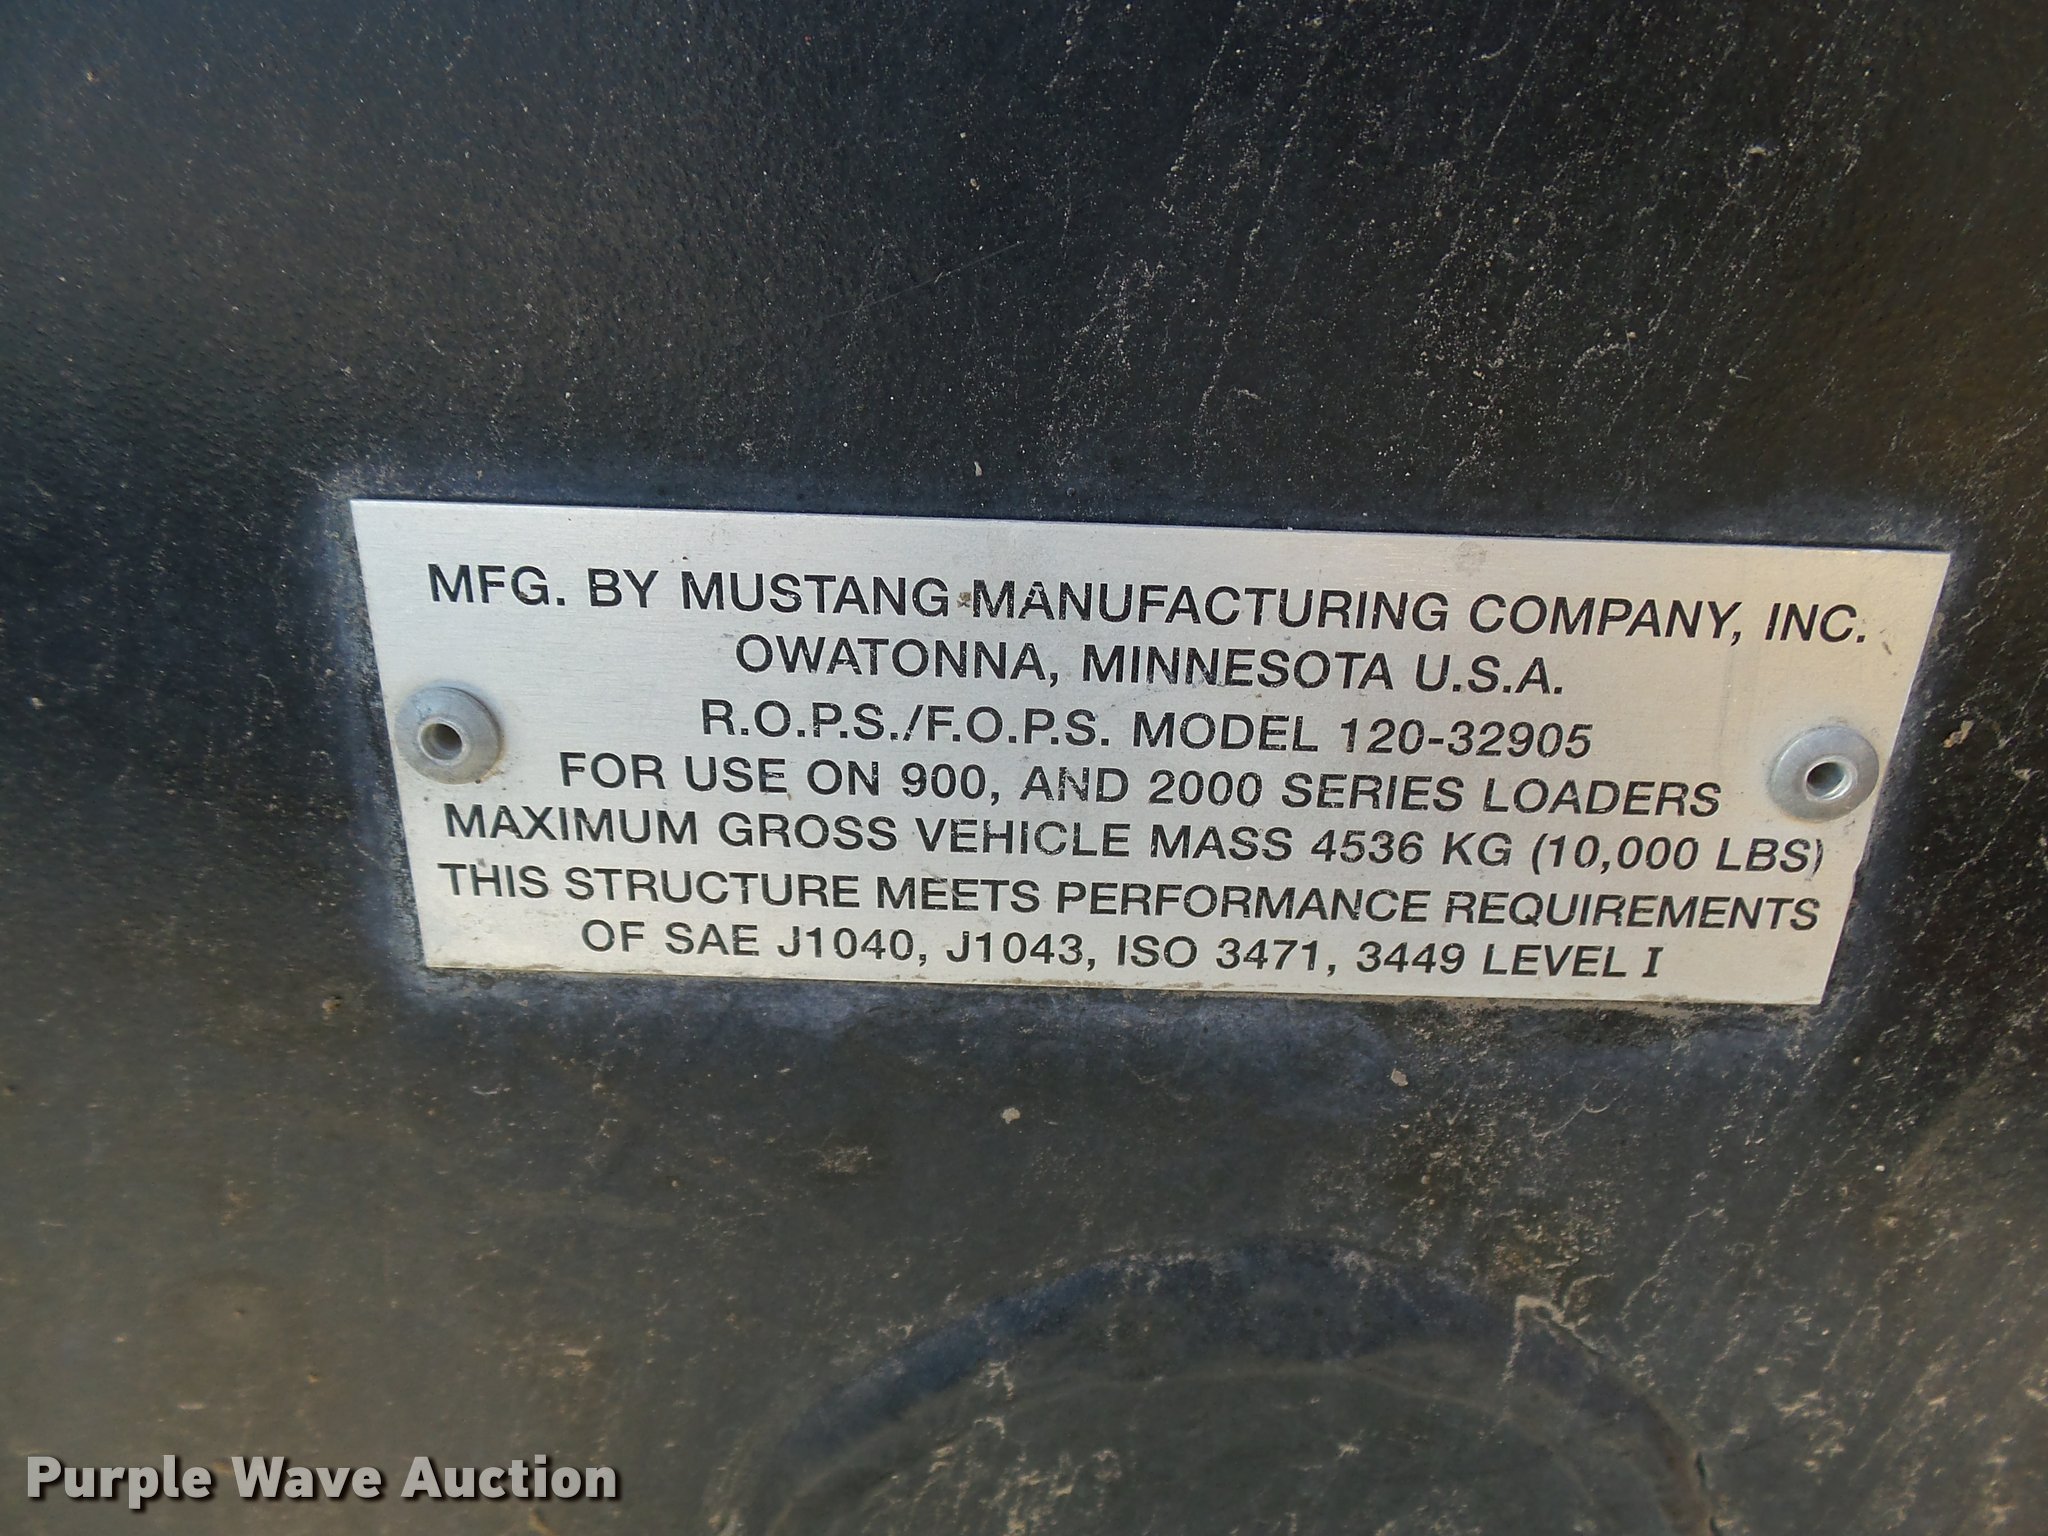 MFG. BY MUSTANG MANUFACTURING COMPANY, INC.
OWATONNA, MINNESOTA U.S.A.
R.O.P.S./F.O.P.S. MODEL 120-32905
FOR USE ON 900, AND 2000 SERIES LOADERS
MAXIMUM GROSS VEHICLE MASS 4536 KG (10,000 LBS)
THIS STRUCTURE MEETS PERFORMANCE REQUIREMENTS
OF SAE J1040, J1043, ISO 3471, 3449 LEVEL I
Purple Wave Auction